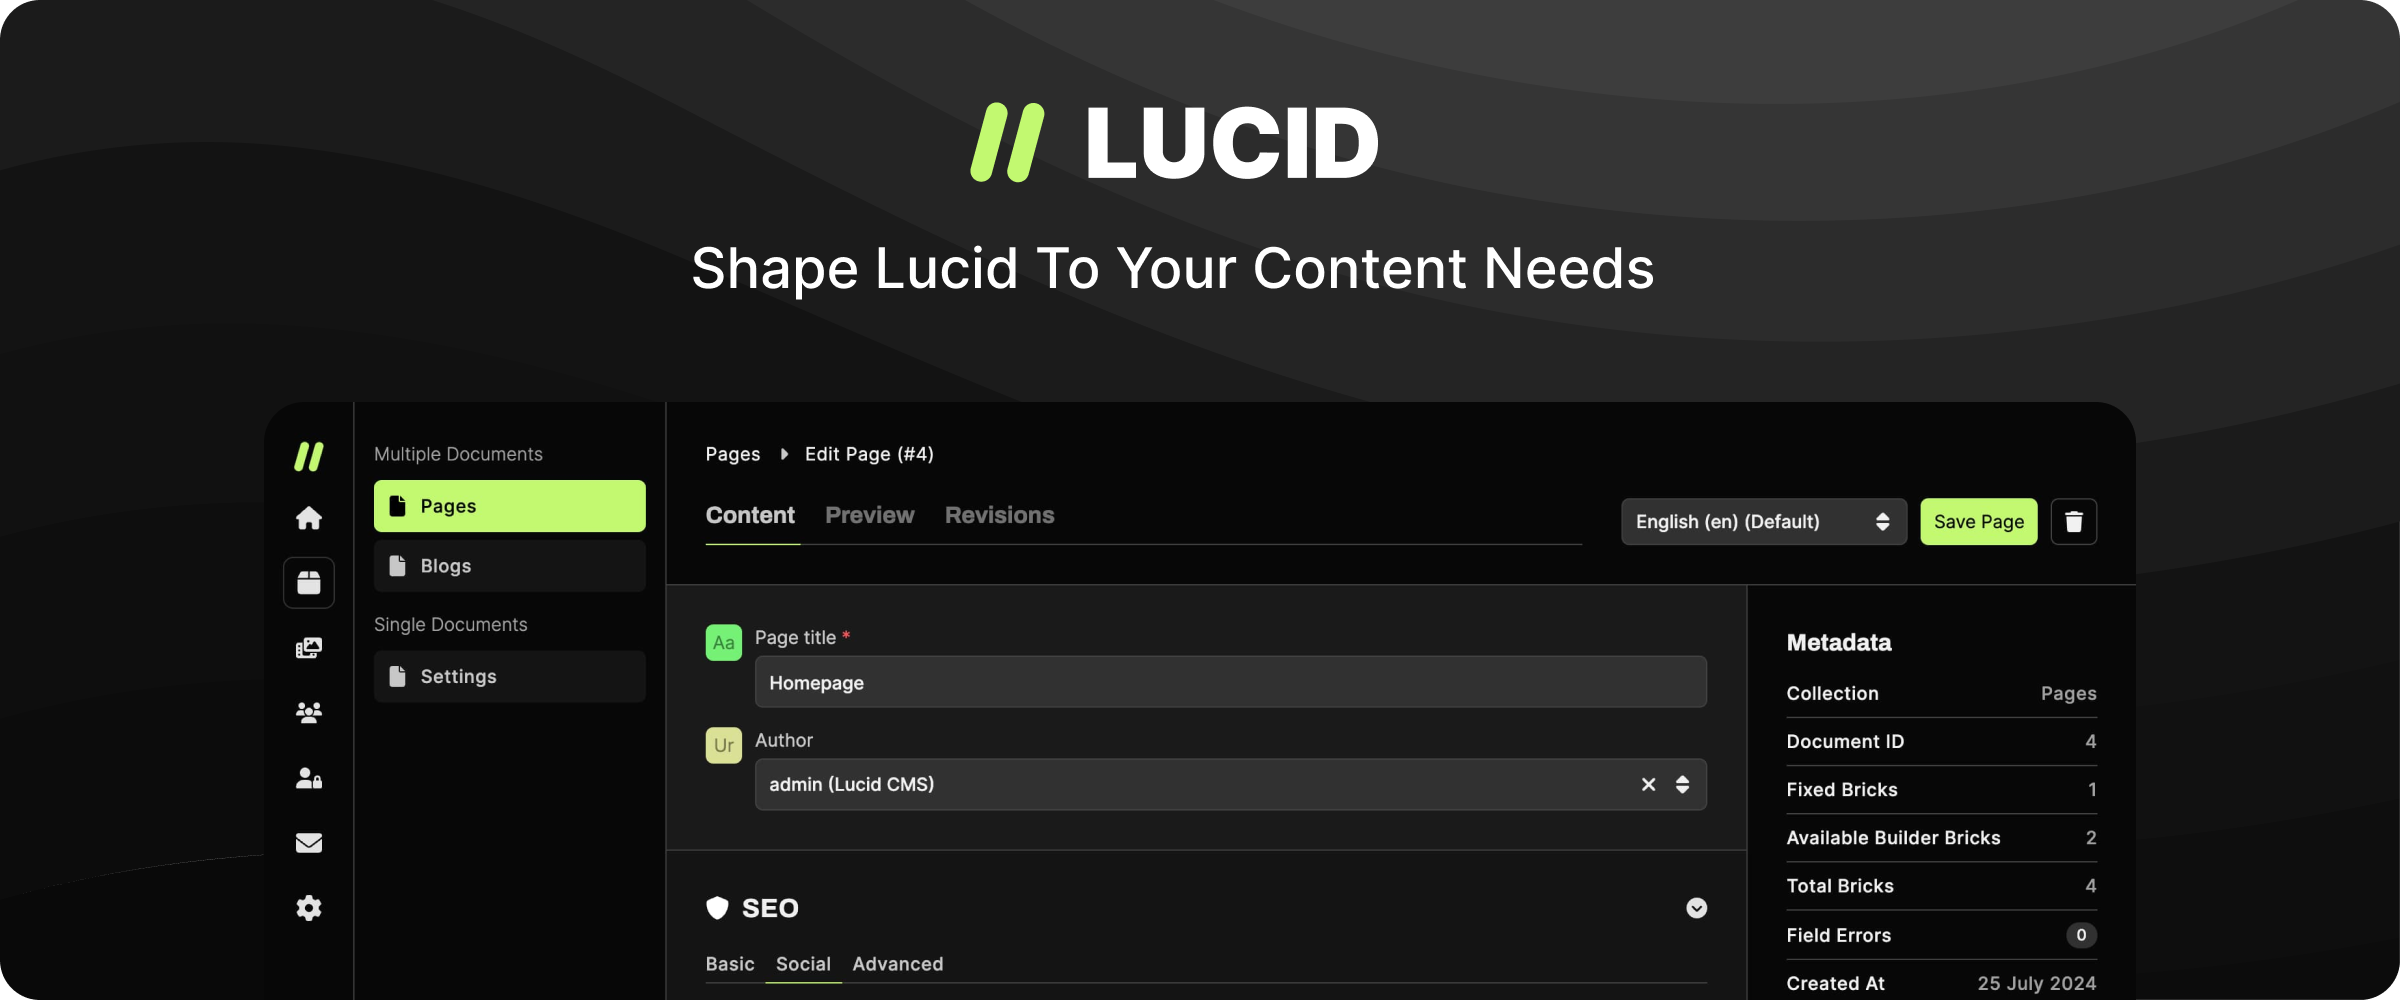 LUCID
Shape Lucid To Your Content Needs
Multiple Documents
Pages
Blogs
Single Documents
Settings
Pages Edit Page (#4)
Content Preview Revisions
English (en) (Default)
Save Page
Aa
Page title *
Homepage
Ur
Author
admin (Lucid CMS)
SEO
Basic Social Advanced
Metadata
Collection Pages
Document ID 4
Fixed Bricks 1
Available Builder Bricks 2
Total Bricks 4
Field Errors 0
Created At 25 July 2024